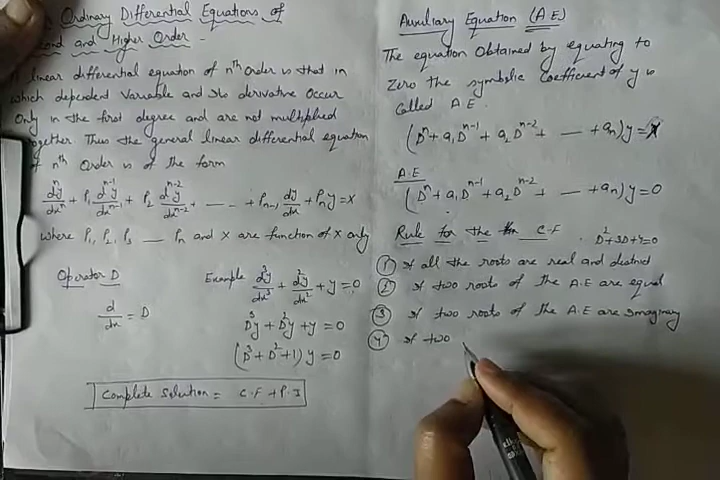 Ordinary Differential Equations of
and Higher Order -
linear differential equation of nth Order is that in
which dependent Variable and its derivative Occur
Only in the first degree and are not multiplied
together Thus the general linear differential equation
of nth Order is of the form
dⁿy/dxⁿ + P₁ dⁿ⁻¹y/dxⁿ⁻¹ + P₂ dⁿ⁻²y/dxⁿ⁻² + -- -- + Pₙ₋₁ dy/dx + Pₙy = X
where P₁, P₂, P₃ __ Pₙ and X are function of X only
Operator D
d/dx = D
Example d³y/dx³ + d²y/dx² + y = 0
D³y + D²y + y = 0
(D³ + D² + 1) y = 0
Complete Solution = C.F + P.I
Auxiliary Equation (A.E)
The equation Obtained by equating to
Zero the symbolic Coefficient of y is
Called A.E
(Dⁿ + a₁Dⁿ⁻¹ + a₂Dⁿ⁻² + -- + aₙ) y = X
A.E
(Dⁿ + a₁Dⁿ⁻¹ + a₂Dⁿ⁻² + -- + aₙ) y = 0
Rule for the C.F
D² + 3D + 4 = 0
① If all the roots are real and distinct
② If two roots of the A.E are equal
③ If two roots of the A.E are imaginary
④ If two